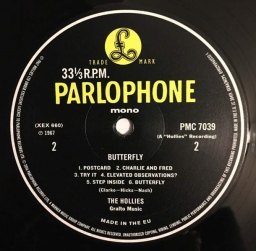 £
TRADE MARK
33⅓ R.P.M.
PARLOPHONE
mono
(XEX 660)
℗ 1967
PMC 7039
(A "Hollies" Recording)
2
2
BUTTERFLY
1. POSTCARD 2. CHARLIE AND FRED
3. TRY IT 4. ELEVATED OBSERVATIONS?
5. STEP INSIDE 6. BUTTERFLY
(Clarke—Hicks—Nash)
THE HOLLIES
Gralto Music
MADE IN THE EU